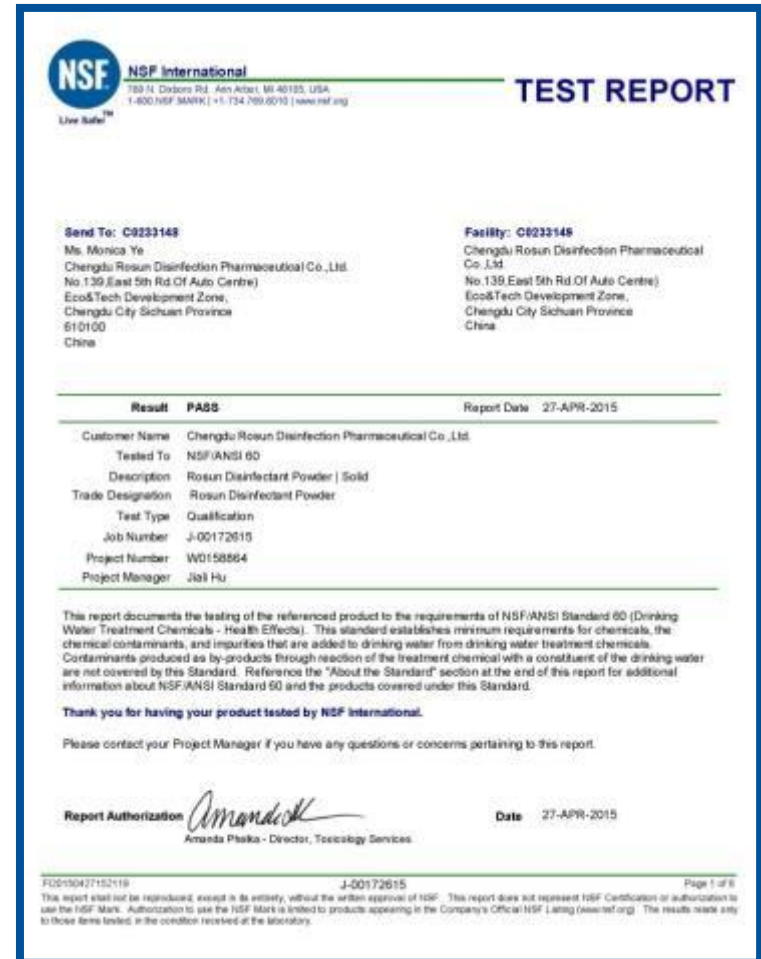 NSF
Live Safer™
NSF International
789 N. Dixboro Rd. Ann Arbor, MI 48105, USA
1-800.NSF.MARK | +1-734.769.8010 | www.nsf.org
TEST REPORT
Send To: C0233148
Ms. Monica Ye
Chengdu Rosun Disinfection Pharmaceutical Co.,Ltd.
No.139,East 5th Rd.Of Auto Centre)
Eco&Tech Development Zone,
Chengdu City Sichuan Province
610100
China
Facility: C0233149
Chengdu Rosun Disinfection Pharmaceutical
Co.,Ltd.
No.139,East 5th Rd.Of Auto Centre)
Eco&Tech Development Zone,
Chengdu City Sichuan Province
China
Result PASS Report Date 27-APR-2015
Customer Name Chengdu Rosun Disinfection Pharmaceutical Co.,Ltd.
Tested To NSF/ANSI 60
Description Rosun Disinfectant Powder | Solid
Trade Designation Rosun Disinfectant Powder
Test Type Qualification
Job Number J-00172615
Project Number W0158864
Project Manager Jiali Hu
This report documents the testing of the referenced product to the requirements of NSF/ANSI Standard 60 (Drinking
Water Treatment Chemicals - Health Effects). This standard establishes minimum requirements for chemicals, the
chemical contaminants, and impurities that are added to drinking water from drinking water treatment chemicals.
Contaminants produced as by-products through reaction of the treatment chemical with a constituent of the drinking water
are not covered by this Standard. Reference the "About the Standard" section at the end of this report for additional
information about NSF/ANSI Standard 60 and the products covered under this Standard.
Thank you for having your product tested by NSF International.
Please contact your Project Manager if you have any questions or concerns pertaining to this report.
Report Authorization
Amanda Phelka - Director, Toxicology Services
Date 27-APR-2015
FI20150427152119 J-00172615 Page 1 of 6
This report shall not be reproduced, except in its entirety, without the written approval of NSF. This report does not represent NSF Certification or authorization to
use the NSF Mark. Authorization to use the NSF Mark is limited to products appearing in the Company's Official NSF Listing (www.nsf.org). The results relate only
to those items tested, in the condition received at the laboratory.